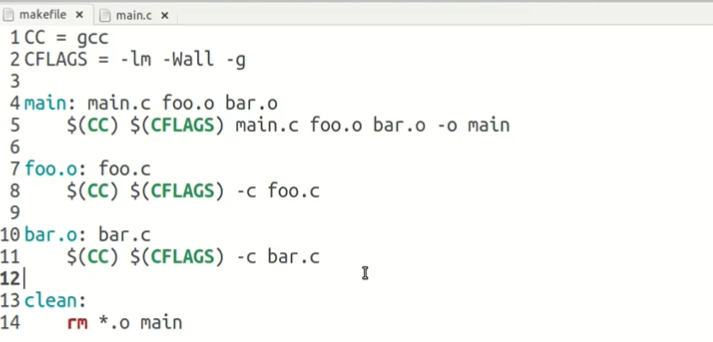 makefile × main.c ×
1 CC = gcc
2 CFLAGS = -lm -Wall -g
3
4 main: main.c foo.o bar.o
5 $(CC) $(CFLAGS) main.c foo.o bar.o -o main
6
7 foo.o: foo.c
8 $(CC) $(CFLAGS) -c foo.c
9
10 bar.o: bar.c
11 $(CC) $(CFLAGS) -c bar.c
12
13 clean:
14 rm *.o main